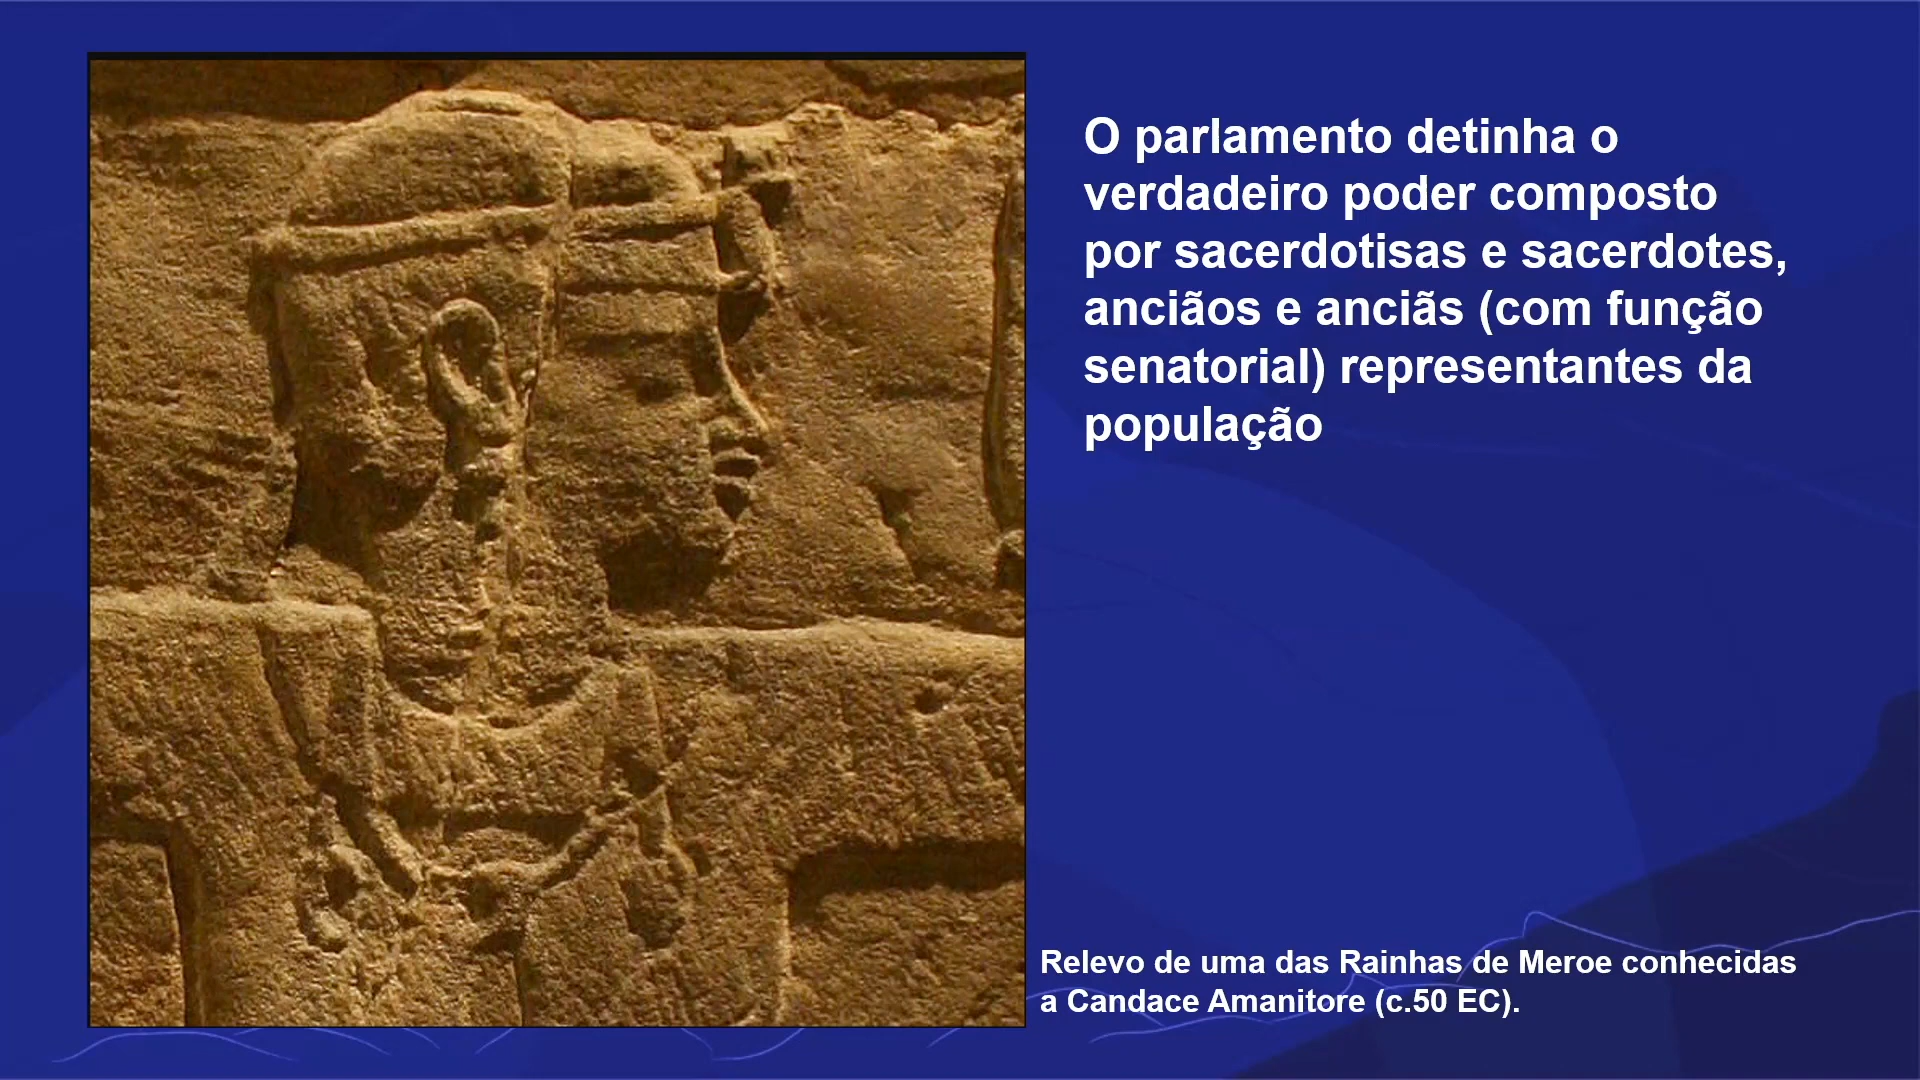 O parlamento detinha o
verdadeiro poder composto
por sacerdotisas e sacerdotes,
anciãos e anciãs (com função
senatorial) representantes da
população
Relevo de uma das Rainhas de Meroe conhecidas
a Candace Amanitore (c.50 EC).